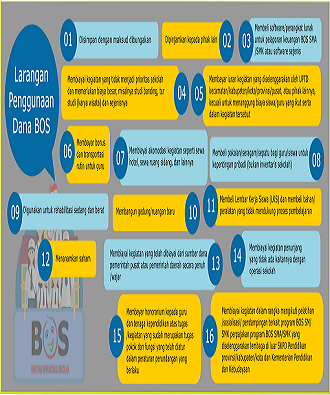 Larangan
Penggunaan
Dana BOS
01
Disimpan dengan maksud dibungakan
Dipinjamkan kepada pihak lain
02
03
Membeli software/perangkat lunak
untuk pelaporan keuangan BOS SMA
/SMK atau software sejenis
Membiayai kegiatan yang tidak menjadi prioritas sekolah
dan memerlukan biaya besar, misalnya studi banding, tur
studi (karya wisata) dan sejenisnya
04
05
Membayar iuran kegiatan yang diselenggarakan oleh UPTD
kecamatan/kabupaten/kota/provinsi/pusat, atau pihak lainnya,
kecuali untuk menanggung biaya siswa/guru yang ikut serta
dalam kegiatan tersebut
06
Membayar bonus
dan transportasi
rutin untuk guru
07
Membiayai akomodasi kegiatan seperti sewa
hotel, sewa ruang sidang, dan lainnya
Membeli pakaian/seragam/sepatu bagi guru/siswa untuk
kepentingan pribadi (bukan inventaris sekolah)
08
09
Digunakan untuk rehabilitasi sedang dan berat
Membangun gedung/ruangan baru
10
11
Membeli Lembar Kerja Siswa (LKS) dan membeli bahan/
peralatan yang tidak mendukung proses pembelajaran
12
Menanamkan saham
Membiayai kegiatan yang telah dibiayai dari sumber dana
pemerintah pusat atau pemerintah daerah secara penuh
/wajar
13
14
Membiayai kegiatan penunjang
yang tidak ada kaitannya dengan
operasi sekolah
15
Membayar honorarium kepada guru
dan tenaga kependidikan atas tugas
/kegiatan yang sudah merupakan tugas
pokok dan fungsi yang telah diatur
dalam peraturan perundangan yang
berlaku
16
Membiayai kegiatan dalam rangka mengikuti pelatihan
/sosialisasi/ pendampingan terkait program BOS SM/
SMK perpajakan program BOS SMA/SMK yang
diselenggarakan lembaga di luar SKPD Pendidikan
provinsi/kabupaten/kota dan Kementerian Pendidikan
dan Kebudayaan
BOS
BANTUAN OPERASIONAL SEKOLAH